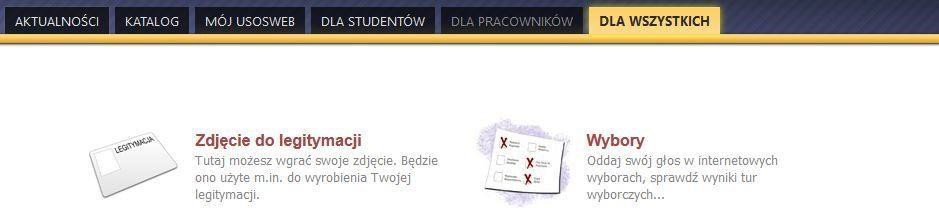 AKTUALNOŚCI KATALOG MÓJ USOSWEB DLA STUDENTÓW DLA PRACOWNIKÓW DLA WSZYSTKICH
LEGITYMACJA
Zdjęcie do legitymacji
Tutaj możesz wgrać swoje zdjęcie. Będzie
ono użyte m.in. do wyrobienia Twojej
legitymacji.
Wybory
Oddaj swój głos w internetowych
wyborach, sprawdź wyniki tur
wyborczych...